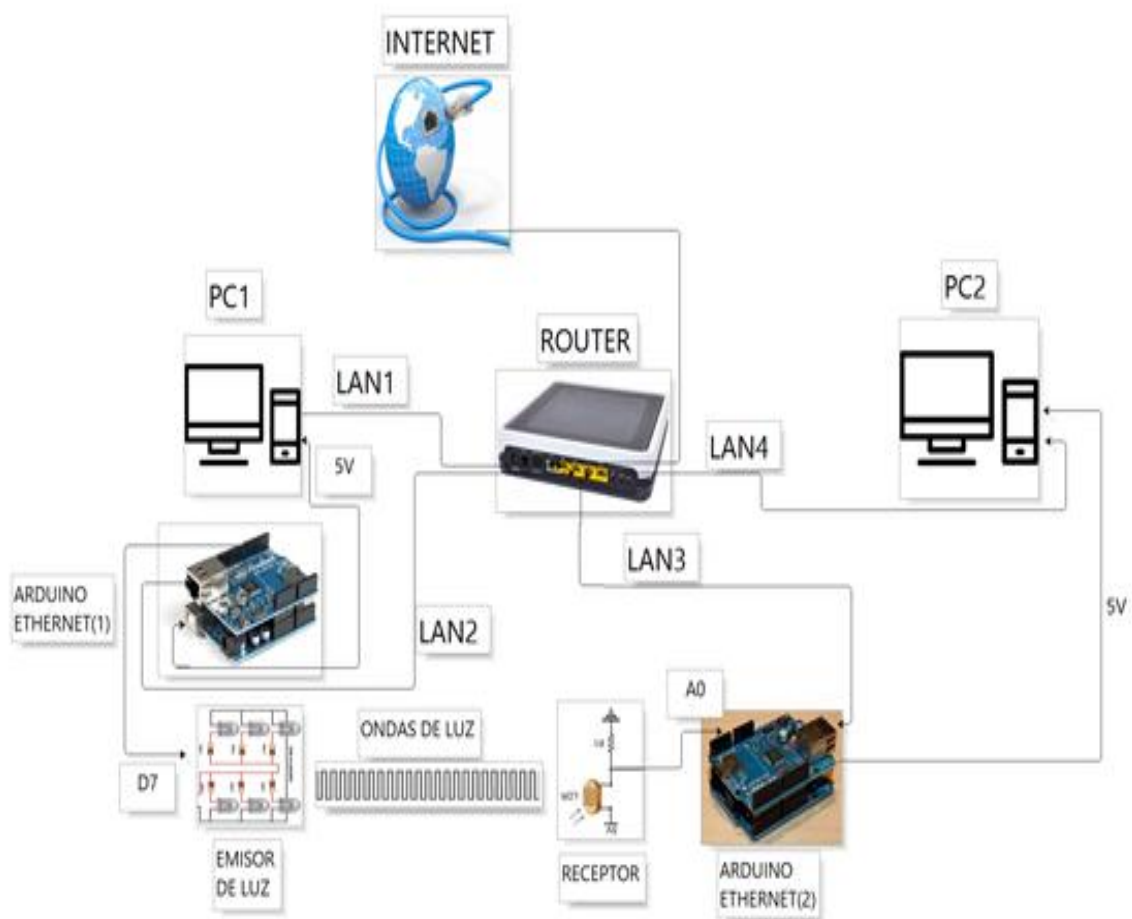 INTERNET
PC1
PC2
ROUTER
LAN1
LAN4
5V
LAN3
ARDUINO
ETHERNET(1)
LAN2
5V
A0
ONDAS DE LUZ
D7
EMISOR
DE LUZ
RECEPTOR
ARDUINO
ETHERNET(2)